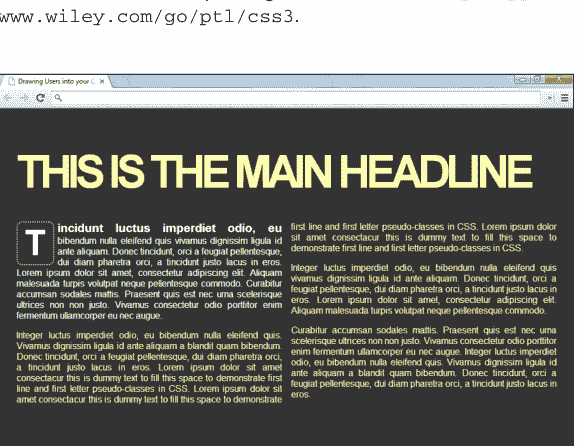 www.wiley.com/go/ptl/css3.
Drawing Users into your C
THIS IS THE MAIN HEADLINE
Tincidunt luctus imperdiet odio, eu
bibendum nulla eleifend quis vivamus dignissim ligula id
ante aliquam. Donec tincidunt, orci a feugiat pellentesque,
dui diam pharetra orci, a tincidunt justo lacus in eros.
Lorem ipsum dolor sit amet, consectetur adipiscing elit. Aliquam
malesuada turpis volutpat neque pellentesque commodo. Curabitur
accumsan sodales mattis. Praesent quis est nec urna scelerisque
ultrices non non justo. Vivamus consectetur odio porttitor enim
fermentum ullamcorper eu nec augue.
Integer luctus imperdiet odio, eu bibendum nulla eleifend quis.
Vivamus dignissim ligula id ante aliquam a blandit quam bibendum.
Donec tincidunt, orci a feugiat pellentesque, dui diam pharetra orci,
a tincidunt justo lacus in eros. Lorem ipsum dolor sit amet
consectacur this is dummy text to fill this space to demonstrate first
line and first letter pseudo-classes in CSS. Lorem ipsum dolor sit
amet consectacur this is dummy text to fill this space to demonstrate
first line and first letter pseudo-classes in CSS. Lorem ipsum dolor
sit amet consectacur this is dummy text to fill this space to
demonstrate first line and first letter pseudo-classes in CSS.
Integer luctus imperdiet odio, eu bibendum nulla eleifend quis
vivamus dignissim ligula id ante aliquam. Donec tincidunt, orci a
feugiat pellentesque, dui diam pharetra orci, a tincidunt justo lacus in
eros. Lorem ipsum dolor sit amet, consectetur adipiscing elit.
Aliquam malesuada turpis volutpat neque pellentesque commodo.
Curabitur accumsan sodales mattis. Praesent quis est nec urna
scelerisque ultrices non non justo. Vivamus consectetur odio porttitor
enim fermentum ullamcorper eu nec augue. Integer luctus imperdiet
odio, eu bibendum nulla eleifend quis. Vivamus dignissim ligula id
ante aliquam a blandit quam bibendum. Donec tincidunt, orci a
feugiat pellentesque, dui diam pharetra orci, a tincidunt justo lacus in
eros.